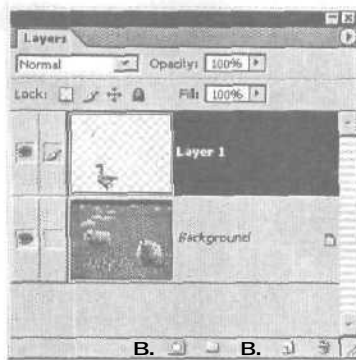 Layers
Normal Opacity: 100%
Lock: Fill: 100%
Layer 1
Background
B. B.